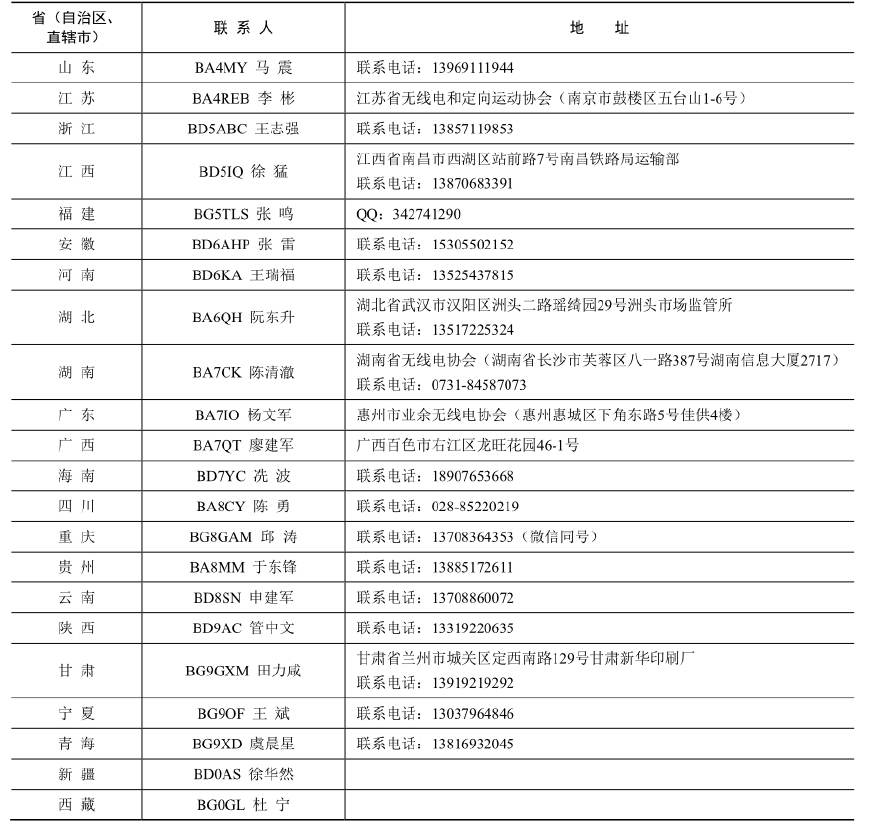 省（自治区、
直辖市）
联 系 人
地 址
山 东 BA4MY 马 震 联系电话：13969111944
江 苏 BA4REB 李 彬 江苏省无线电和定向运动协会（南京市鼓楼区五台山1-6号）
浙 江 BD5ABC 王志强 联系电话：13857119853
江 西 BD5IQ 徐 猛 江西省南昌市西湖区站前路7号南昌铁路局运输部
联系电话：13870683391
福 建 BG5TLS 张 鸣 QQ：342741290
安 徽 BD6AHP 张 雷 联系电话：15305502152
河 南 BD6KA 王瑞福 联系电话：13525437815
湖 北 BA6QH 阮东升 湖北省武汉市汉阳区洲头二路瑶绮园29号洲头市场监管所
联系电话：13517225324
湖 南 BA7CK 陈清澈 湖南省无线电协会（湖南省长沙市芙蓉区八一路387号湖南信息大厦2717）
联系电话：0731-84587073
广 东 BA7IO 杨文军 惠州市业余无线电协会（惠州惠城区下角东路5号佳供4楼）
广 西 BA7QT 廖建军 广西百色市右江区龙旺花园46-1号
海 南 BD7YC 冼 波 联系电话：18907653668
四 川 BA8CY 陈 勇 联系电话：028-85220219
重 庆 BG8GAM 邱 涛 联系电话：13708364353（微信同号）
贵 州 BA8MM 于东锋 联系电话：13885172611
云 南 BD8SN 申建军 联系电话：13708860072
陕 西 BD9AC 管中文 联系电话：13319220635
甘 肃 BG9GXM 田力咸 甘肃省兰州市城关区定西南路129号甘肃新华印刷厂
联系电话：13919219292
宁 夏 BG9OF 王 斌 联系电话：13037964846
青 海 BG9XD 虞晨星 联系电话：13816932045
新 疆 BD0AS 徐华然
西 藏 BG0GL 杜 宁